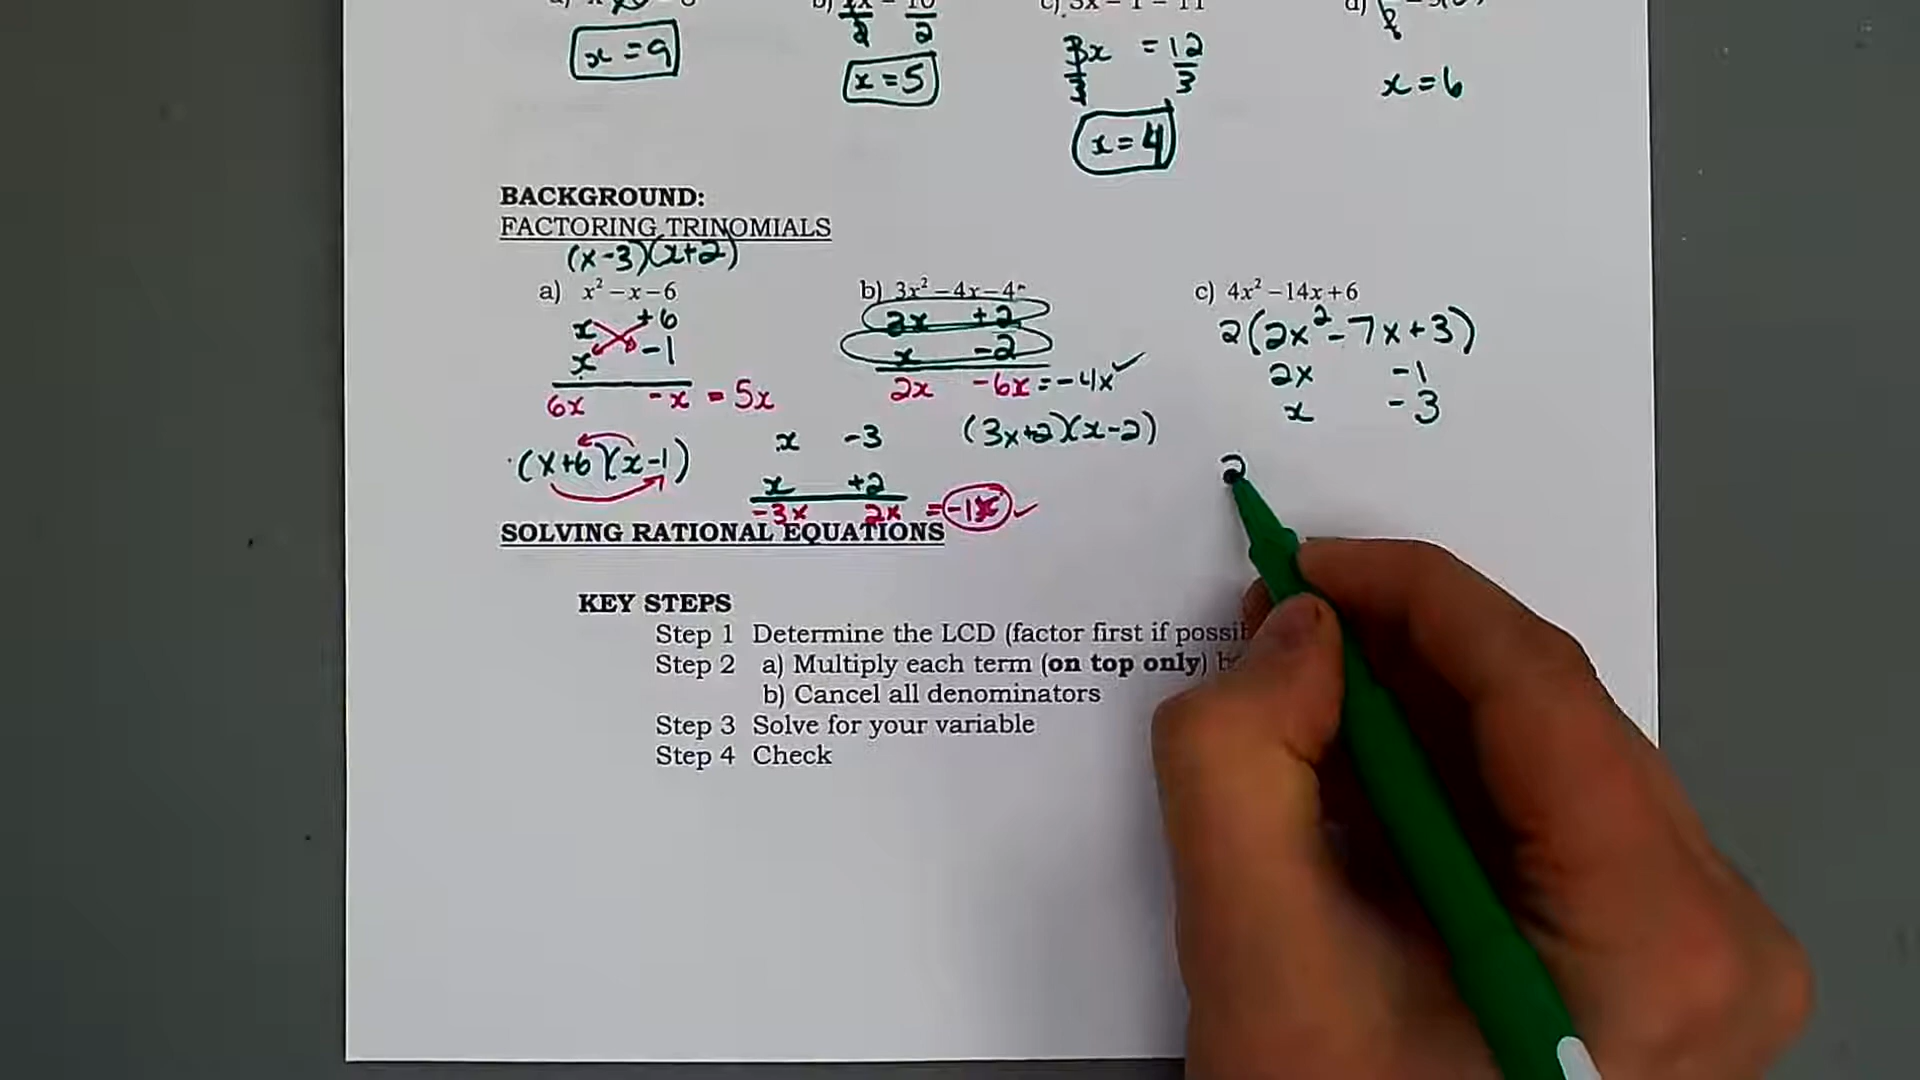 x = 9
2 2
x = 5
3x = 12
3 3
x = 4
x = 6
BACKGROUND:
FACTORING TRINOMIALS
(x-3)(x+2)
a) x² – x – 6
x +6
x -1
6x -x = 5x
(x+6)(x-1)
x -3
x +2
-3x 2x = -1x
b) 3x² – 4x – 4
+2
x -2
2x -6x = -4x ✓
(3x+2)(x-2)
c) 4x² – 14x + 6
2(2x² - 7x + 3)
2x -1
x -3
2
SOLVING RATIONAL EQUATIONS
KEY STEPS
Step 1 Determine the LCD (factor first if
Step 2 a) Multiply each term (on top only)
b) Cancel all denominators
Step 3 Solve for your variable
Step 4 Check